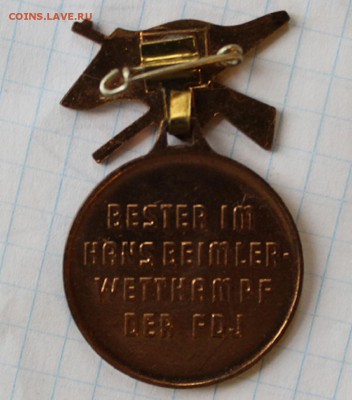 COINS.LAVE.RU
BESTER IM
HANS BEIMLER-
WETTKAMPF
DER FDJ